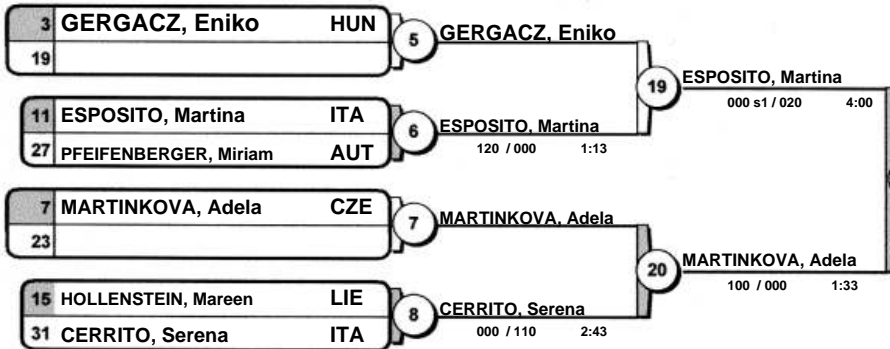 3 GERGACZ, Eniko HUN
19
5
GERGACZ, Eniko
11 ESPOSITO, Martina ITA
27 PFEIFENBERGER, Miriam AUT
6
ESPOSITO, Martina
120 / 000 1:13
19
ESPOSITO, Martina
000 s1 / 020 4:00
7 MARTINKOVA, Adela CZE
23
7
MARTINKOVA, Adela
15 HOLLENSTEIN, Mareen LIE
31 CERRITO, Serena ITA
8
CERRITO, Serena
000 / 110 2:43
20
MARTINKOVA, Adela
100 / 000 1:33